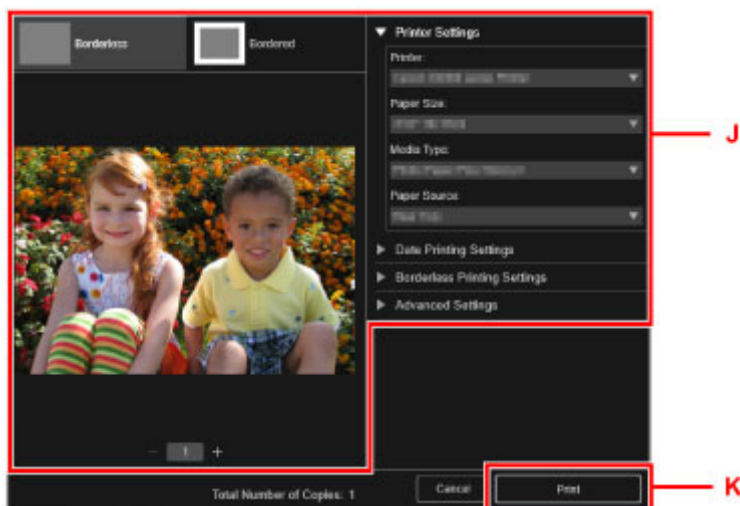 Borderless
Bordered
Printer Settings
Printer:
Paper Size:
Media Type:
Paper Source:
Date Printing Settings
Borderless Printing Settings
Advanced Settings
J
1
Total Number of Copies: 1
Cancel
Print
K